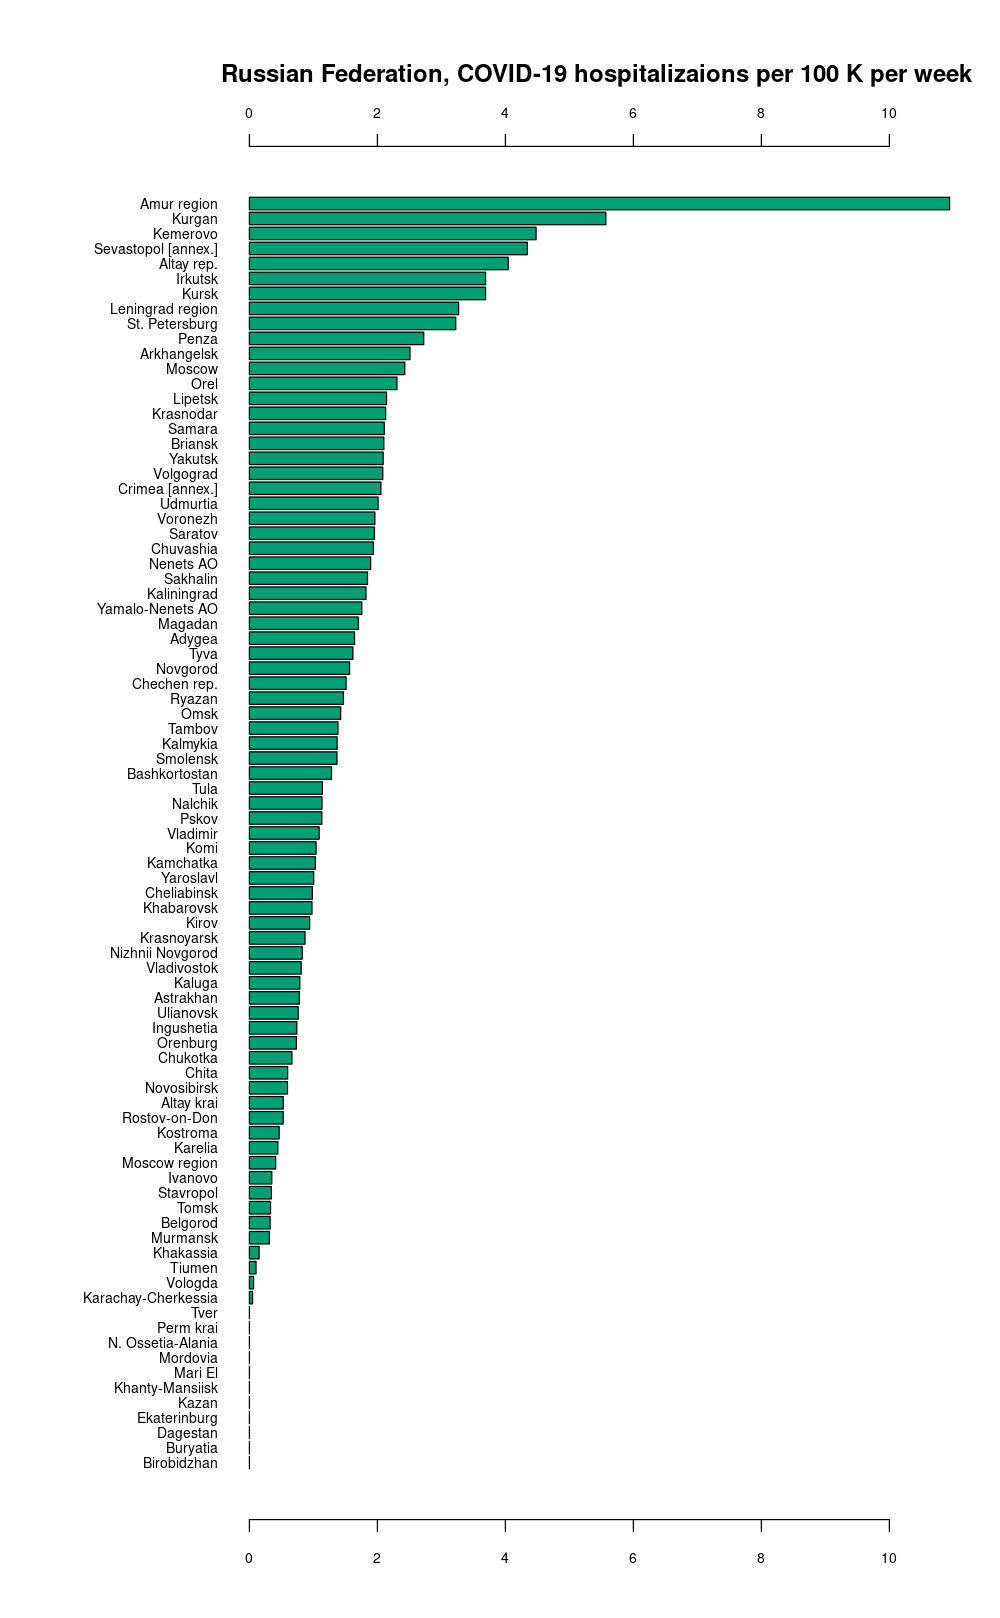 Russian Federation, COVID-19 hospitalizaions per 100 K per week
0 2 4 6 8 10
Amur region
Kurgan
Kemerovo
Sevastopol [annex.]
Altay rep.
Irkutsk
Kursk
Leningrad region
St. Petersburg
Penza
Arkhangelsk
Moscow
Orel
Lipetsk
Krasnodar
Samara
Briansk
Yakutsk
Volgograd
Crimea [annex.]
Udmurtia
Voronezh
Saratov
Chuvashia
Nenets AO
Sakhalin
Kaliningrad
Yamalo-Nenets AO
Magadan
Adygea
Tyva
Novgorod
Chechen rep.
Ryazan
Omsk
Tambov
Kalmykia
Smolensk
Bashkortostan
Tula
Nalchik
Pskov
Vladimir
Komi
Kamchatka
Yaroslavl
Cheliabinsk
Khabarovsk
Kirov
Krasnoyarsk
Nizhnii Novgorod
Vladivostok
Kaluga
Astrakhan
Ulianovsk
Ingushetia
Orenburg
Chukotka
Chita
Novosibirsk
Altay krai
Rostov-on-Don
Kostroma
Karelia
Moscow region
Ivanovo
Stavropol
Tomsk
Belgorod
Murmansk
Khakassia
Tiumen
Vologda
Karachay-Cherkessia
Tver
Perm krai
N. Ossetia-Alania
Mordovia
Mari El
Khanty-Mansiisk
Kazan
Ekaterinburg
Dagestan
Buryatia
Birobidzhan
0 2 4 6 8 10